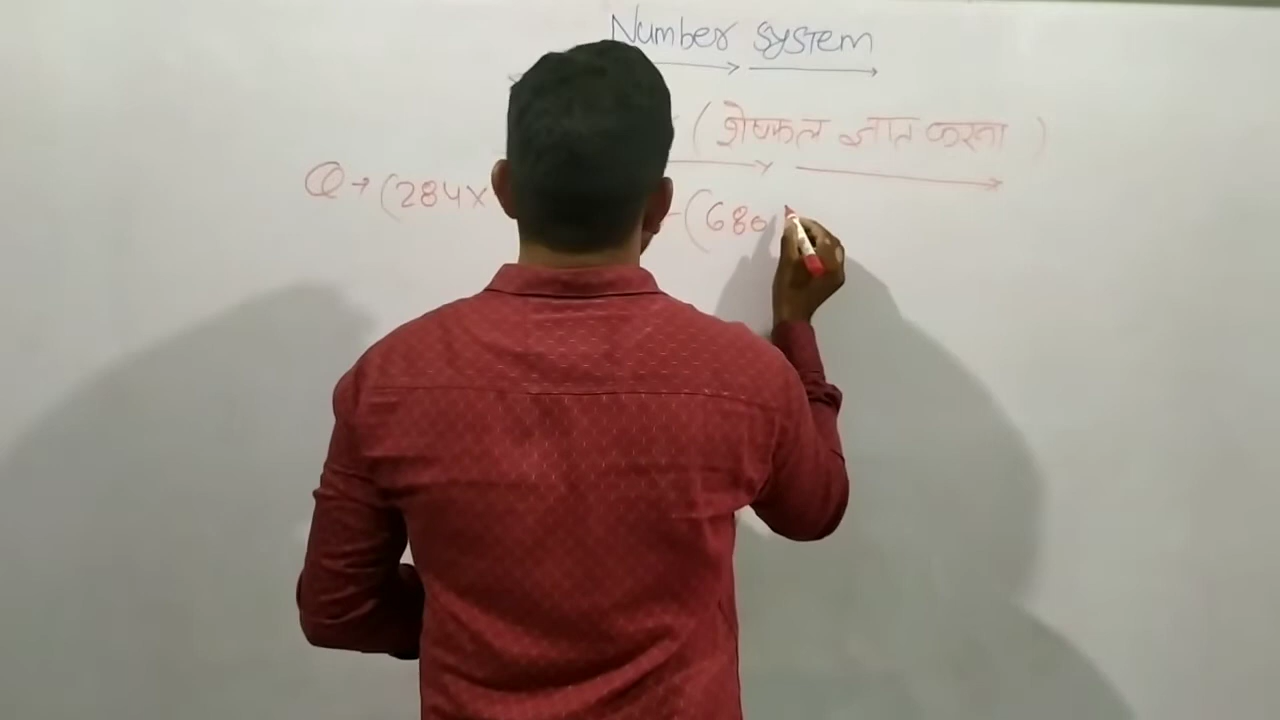 Number System
( शेषफल ज्ञात करना )
Q → (284× - (680